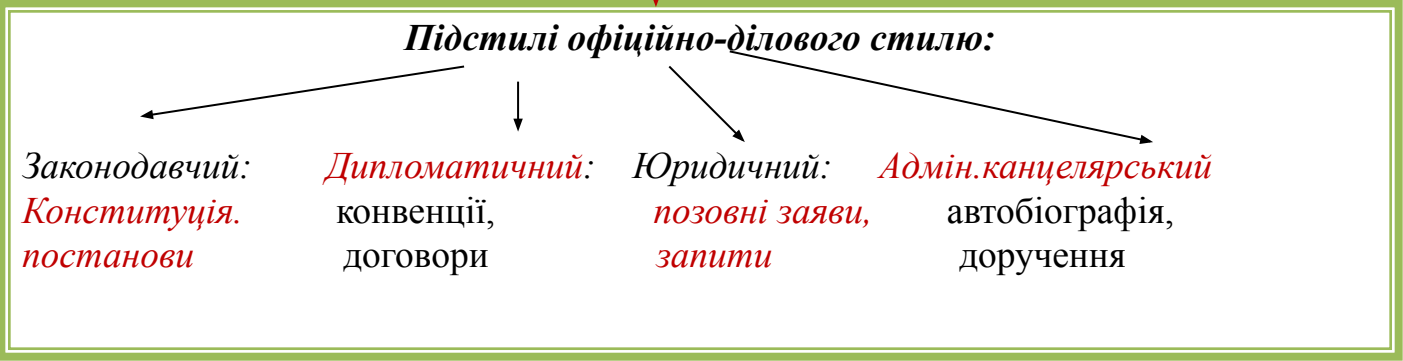 Підстилі офіційно-ділового стилю:
Законодавчий: Дипломатичний: Юридичний: Адмін.канцелярський
Конституція. конвенції, позовні заяви, автобіографія,
постанови договори запити доручення